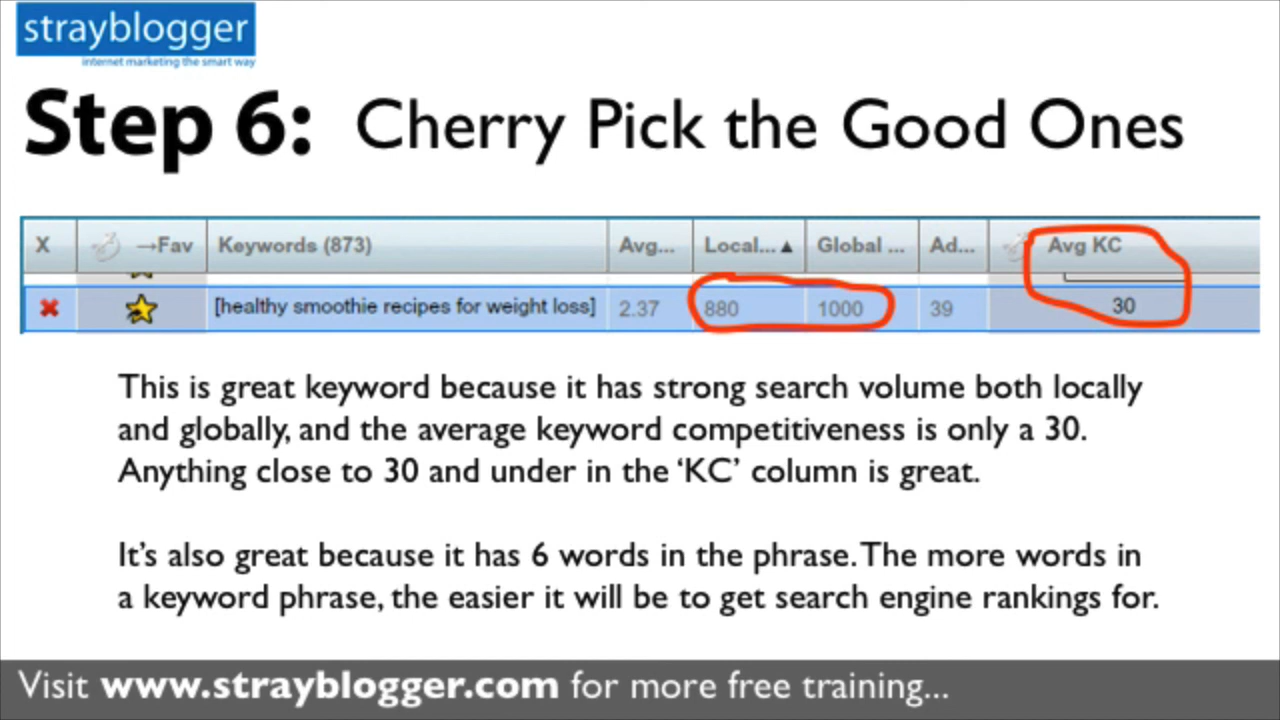 strayblogger
internet marketing the smart way
Step 6: Cherry Pick the Good Ones
X →Fav Keywords (873) Avg... Local... ▲ Global ... Ad... Avg KC
[healthy smoothie recipes for weight loss] 2.37 880 1000 39 30
This is great keyword because it has strong search volume both locally
and globally, and the average keyword competitiveness is only a 30.
Anything close to 30 and under in the ‘KC’ column is great.
It’s also great because it has 6 words in the phrase. The more words in
a keyword phrase, the easier it will be to get search engine rankings for.
Visit www.strayblogger.com for more free training...